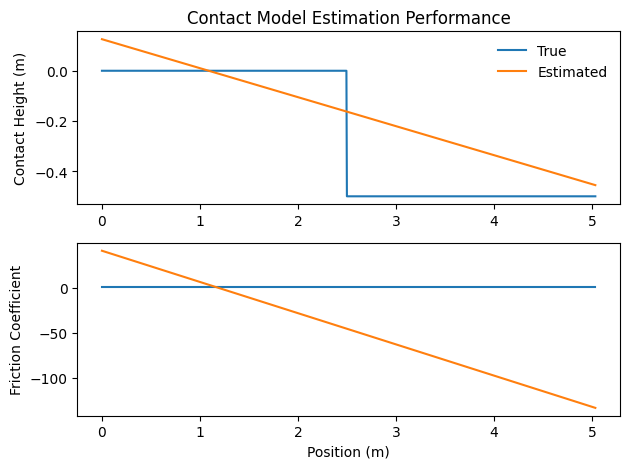 Contact Model Estimation Performance
Contact Height (m)
0.0
−0.2
−0.4
True
Estimated
0 1 2 3 4 5
Friction Coefficient
0
−50
−100
0 1 2 3 4 5
Position (m)